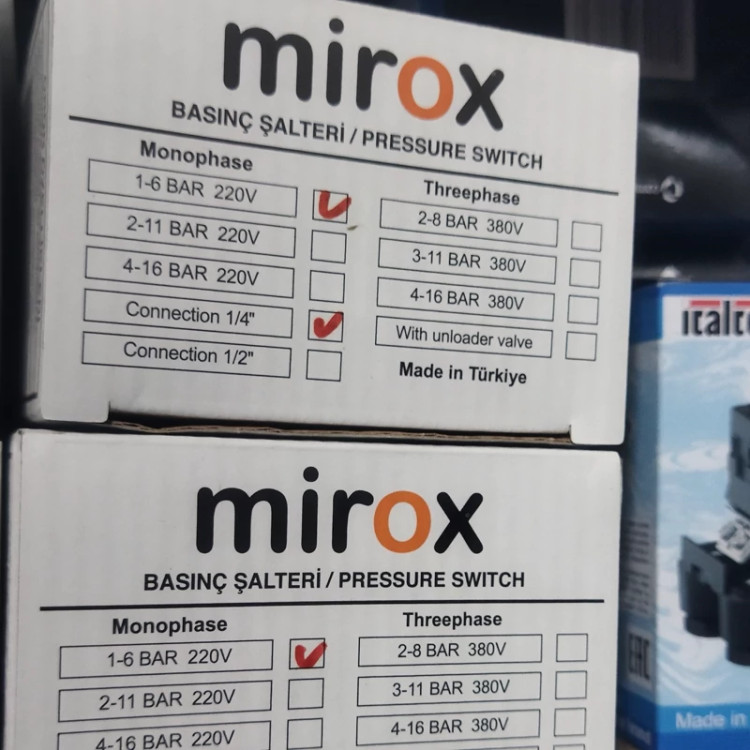 mirox
BASINÇ ŞALTERİ / PRESSURE SWITCH
Monophase
1-6 BAR 220V
2-11 BAR 220V
4-16 BAR 220V
Connection 1/4"
Connection 1/2"
Threephase
2-8 BAR 380V
3-11 BAR 380V
4-16 BAR 380V
With unloader valve
Made in Türkiye
mirox
BASINÇ ŞALTERİ / PRESSURE SWITCH
Monophase
1-6 BAR 220V
2-11 BAR 220V
4-16 BAR 220V
Threephase
2-8 BAR 380V
3-11 BAR 380V
4-16 BAR 380V
EAC
Made in